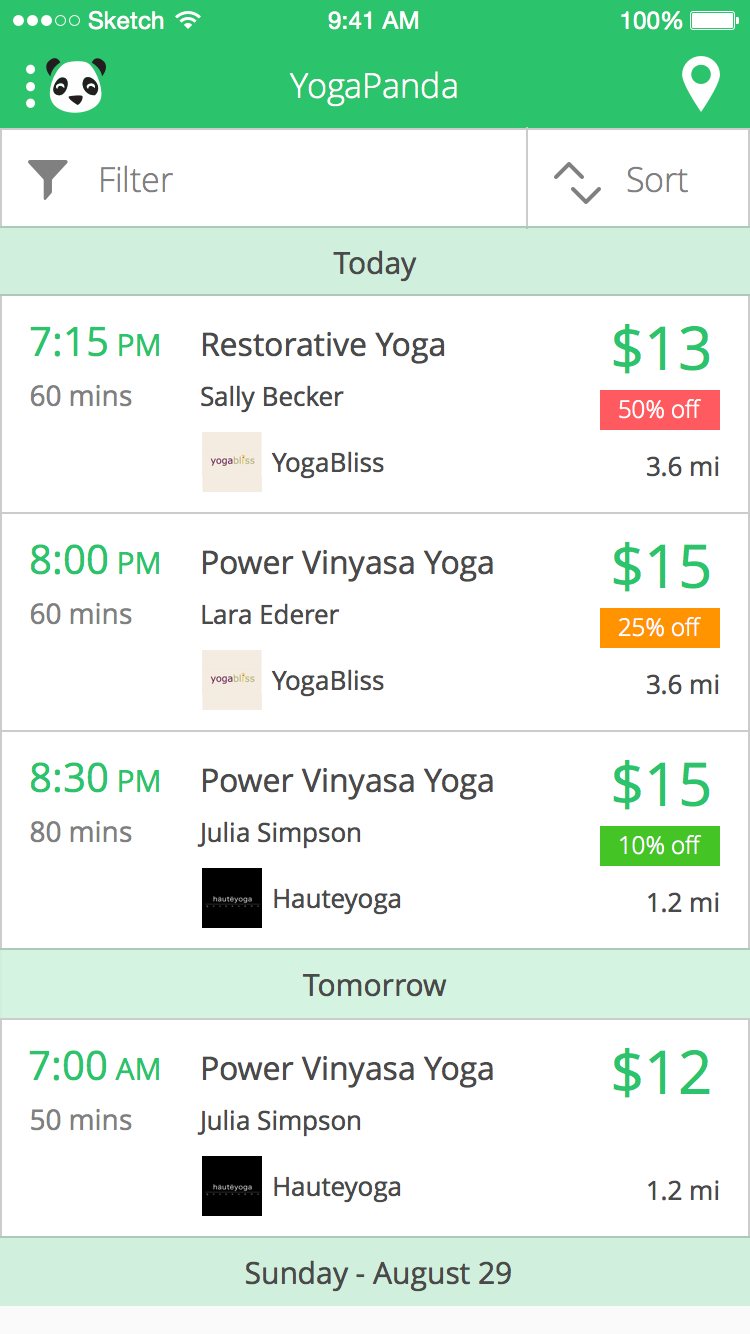 Sketch 9:41 AM 100%
YogaPanda
Filter Sort
Today
7:15 PM Restorative Yoga $13
60 mins Sally Becker 50% off
yogabliss YogaBliss 3.6 mi
8:00 PM Power Vinyasa Yoga $15
60 mins Lara Ederer 25% off
yogabliss YogaBliss 3.6 mi
8:30 PM Power Vinyasa Yoga $15
80 mins Julia Simpson 10% off
hauteyoga Hauteyoga 1.2 mi
Tomorrow
7:00 AM Power Vinyasa Yoga $12
50 mins Julia Simpson
hauteyoga Hauteyoga 1.2 mi
Sunday - August 29